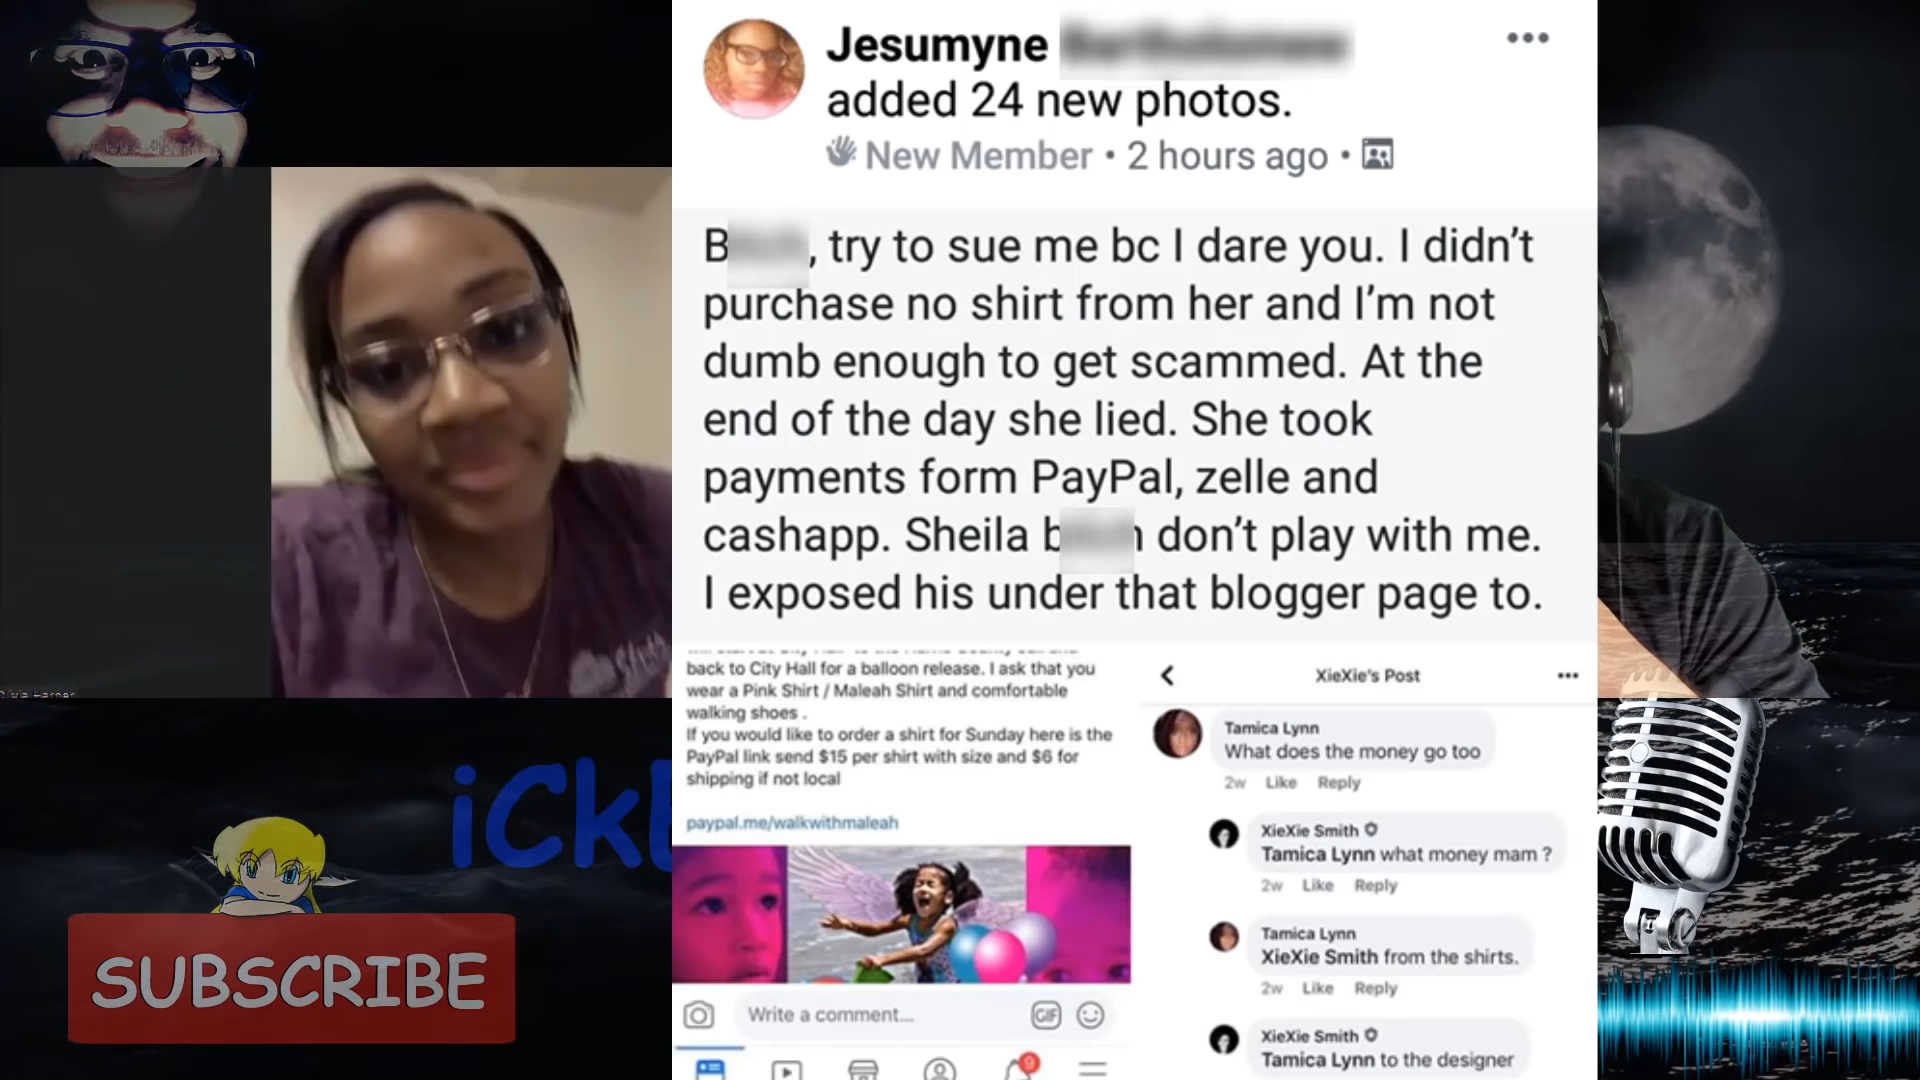 Jesumyne
added 24 new photos.
New Member • 2 hours ago •
B, try to sue me bc I dare you. I didn't
purchase no shirt from her and I'm not
dumb enough to get scammed. At the
end of the day she lied. She took
payments form PayPal, zelle and
cashapp. Sheila b h don't play with me.
I exposed his under that blogger page to.
back to City Hall for a balloon release. I ask that you
wear a Pink Shirt / Maleah Shirt and comfortable
walking shoes .
If you would like to order a shirt for Sunday here is the
PayPal link send $15 per shirt with size and $6 for
shipping if not local
paypal.me/walkwithmaleah
Write a comment...
GIF
9
XieXie's Post
Tamica Lynn
What does the money go too
2w Like Reply
XieXie Smith
Tamica Lynn what money mam ?
2w Like Reply
Tamica Lynn
XieXie Smith from the shirts.
2w Like Reply
XieXie Smith
Tamica Lynn to the designer
iCkE
SUBSCRIBE